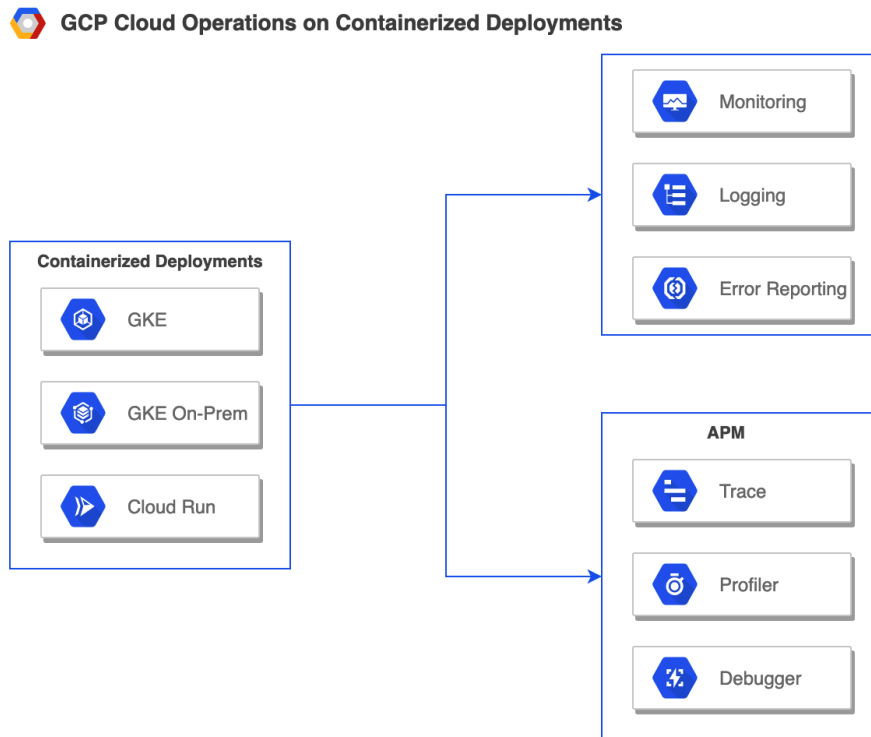 GCP Cloud Operations on Containerized Deployments
Monitoring
Logging
Error Reporting
Containerized Deployments
GKE
GKE On-Prem
Cloud Run
APM
Trace
Profiler
Debugger